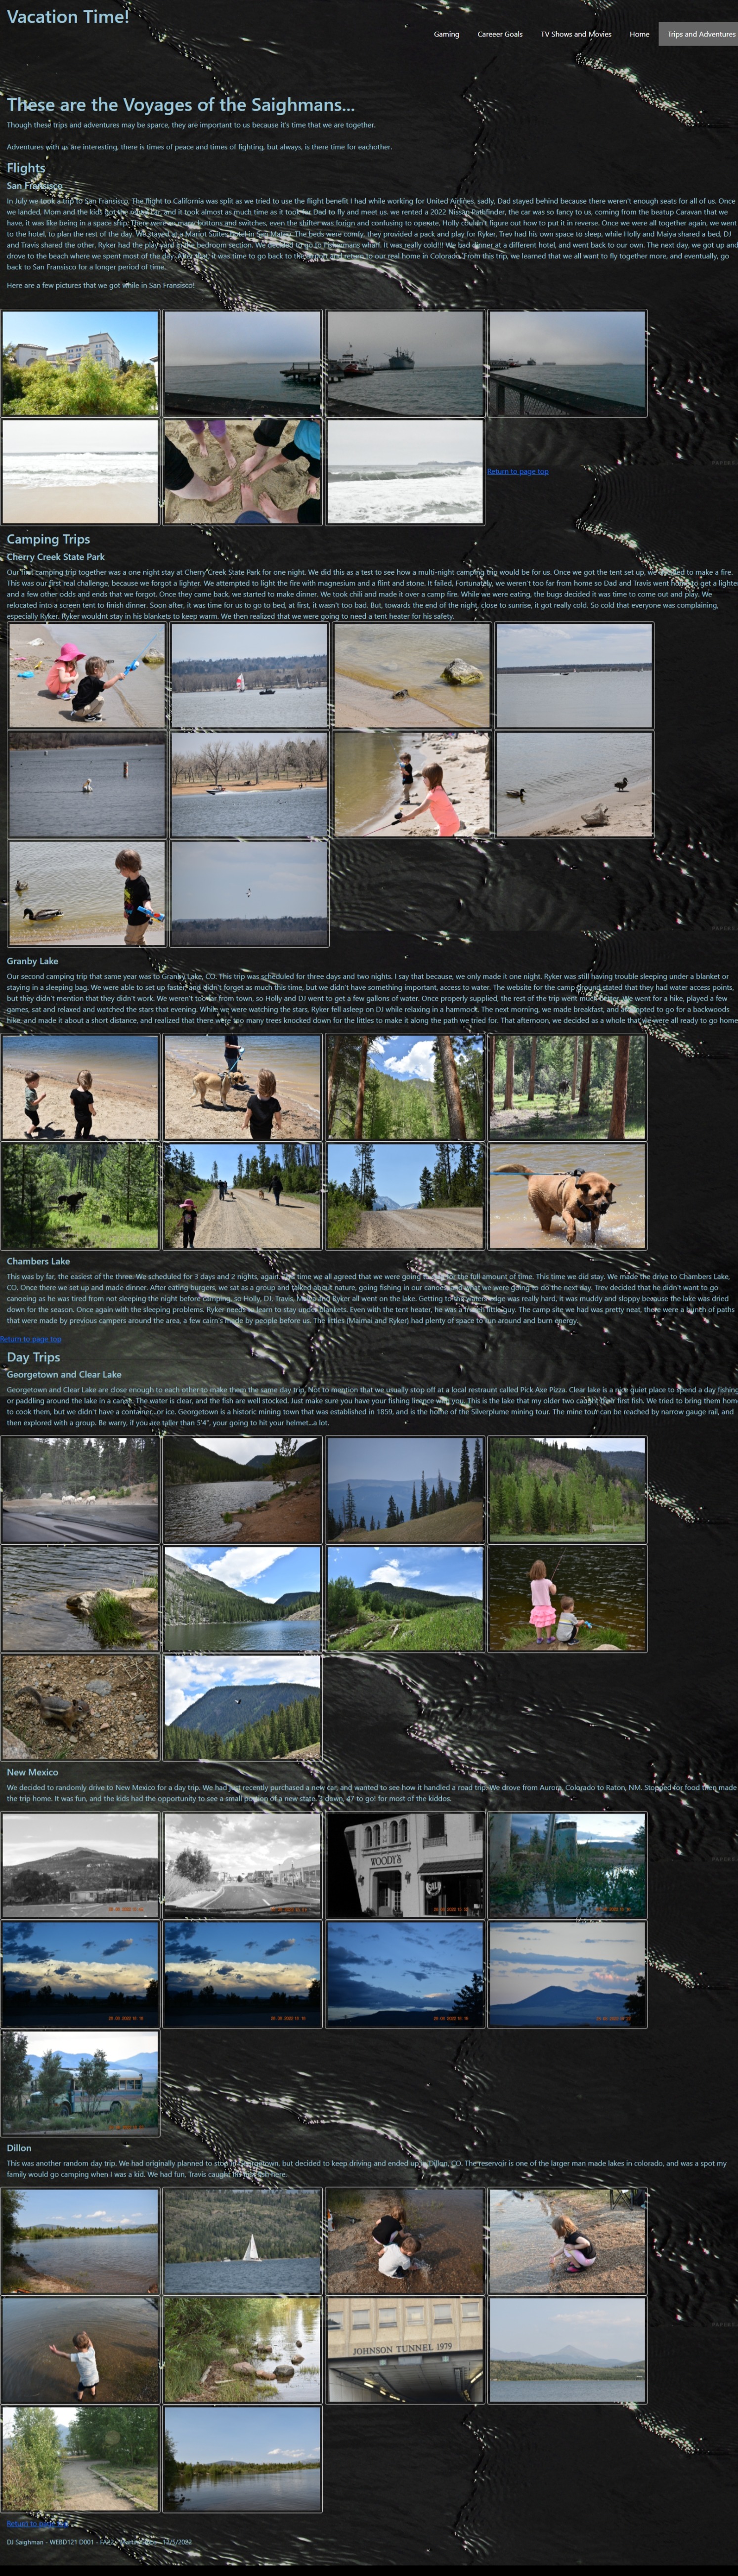 Vacation Time!
Gaming Careeer Goals TV Shows and Movies Home Trips and Adventures
These are the Voyages of the Saighmans...
Though these trips and adventures may be sparce, they are important to us because it's time that we are together.
Adventures with us are interesting, there is times of peace and times of fighting, but always, is there time for eachother.
Flights
San Fransisco
In July we took a trip to San Fransisco. The flight to California was split as we tried to use the flight benefit I had while working for United Airlines, sadly, Dad stayed behind because there weren't enough seats for all of us. Once
we landed, Mom and the kids got the rental car, and it took almost as much time as it took for Dad to fly and meet us. we rented a 2022 Nissan Pathfinder, the car was so fancy to us, coming from the beatup Caravan that we
have, it was like being in a space ship. There were so many buttons and switches, even the shifter was forign and confusing to operate, Holly couldn't figure out how to put it in reverse. Once we were all together again, we went
to the hotel, to plan the rest of the day. We stayed at a Mariot suites hotel in San Mateo. The beds were comfy, they provided a pack and play for Ryker, Trev had his own space to sleep, while Holly and Maiya shared a bed, DJ
and Travis shared the other, Ryker had the play yard in the bedroom section. We decided to go to Fishermans wharf. It was really cold!!! We had dinner at a different hotel, and went back to our own. The next day, we got up and
drove to the beach where we spent most of the day. After that, it was time to go back to the airport and return to our real home in Colorado. From this trip, we learned that we all want to fly together more, and eventually, go
back to San Fransisco for a longer period of time.
Here are a few pictures that we got while in San Fransisco!
Return to page top
Camping Trips
Cherry Creek State Park
Our first camping trip together was a one night stay at Cherry Creek State Park for one night. We did this as a test to see how a multi-night camping trip would be for us. Once we got the tent set up, we decided to make a fire.
This was our first real challenge, because we forgot a lighter. We attempted to light the fire with magnesium and a flint and stone. It failed, Fortunatly, we weren't too far from home so Dad and Travis went home to get a lighter
and a few other odds and ends that we forgot. Once they came back, we started to make dinner. We took chili and made it over a camp fire. While we were eating, the bugs decided it was time to come out and play. We
relocated into a screen tent to finish dinner. Soon after, it was time for us to go to bed, at first, it wasn't too bad. But, towards the end of the night, close to sunrise, it got really cold. So cold that everyone was complaining,
especially Ryker. Ryker wouldnt stay in his blankets to keep warm. We then realized that we were going to need a tent heater for his safety.
Granby Lake
Our second camping trip that same year was to Granby Lake, CO. This trip was scheduled for three days and two nights. I say that because, we only made it one night. Ryker was still having trouble sleeping under a blanket or
staying in a sleeping bag. We were able to set up faster and didn't forget as much this time, but we didn't have something important, access to water. The website for the camp ground stated that they had water access points,
but they didn't mention that they didn't work. We weren't too far from town, so Holly and DJ went to get a few gallons of water. Once properly supplied, the rest of the trip went We went for a hike, played a few
games, sat and relaxed and watched the stars that evening. While we were watching the stars, Ryker fell asleep on DJ while relaxing in a hammock. The next morning, we made breakfast, and attempted to go for a backwoods
hike, and made it about a short distance, and realized that there were too many trees knocked down for the littles to make it along the path we tried for. That afternoon, we decided as a whole that we were all ready to go home.
Chambers Lake
This was by far, the easiest of the three. We scheduled for 3 days and 2 nights, again. This time we all agreed that we were going to stay for the full amount of time. This time we did stay. We made the drive to Chambers Lake,
CO. Once there we set up and made dinner. After eating burgers, we sat as a group and talked about nature, going fishing in our canoes and what we were going to do the next day. Trev decided that he didn't want to go
canoeing as he was tired from not sleeping the night before camping, so Holly, DJ, Travis, Maiya and Ryker all went on the lake. Getting to the waters edge was really hard, it was muddy and sloppy because the lake was dried
down for the season. Once again with the sleeping problems. Ryker needs to learn to stay under blankets. Even with the tent heater, he was a frozen little guy. The camp site we had was pretty neat, there were a bunch of paths
that were made by previous campers around the area, a few cairn's made by people before us. The littles (Maimai and Ryker) had plenty of space to run around and burn energy.
Return to page top
Day Trips
Georgetown and Clear Lake
Georgetown and Clear Lake are close enough to each other to make them the same day trip. Not to mention that we usually stop off at a local restraunt called Pick Axe Pizza. Clear lake is a nice quiet place to spend a day fishing
or paddling around the lake in a canoe. The water is clear, and the fish are well stocked. Just make sure you have your fishing licence with you. This is the lake that my older two caught their first fish. We tried to bring them home
to cook them, but we didn't have a container...or ice. Georgetown is a historic mining town that was established in 1859, and is the home of the Silverplume mining tour. The mine tour can be reached by narrow gauge rail, and
then explored with a group. Be warry, if you are taller than 5'4", your going to hit your helmet...a lot.
New Mexico
We decided to randomly drive to New Mexico for a day trip. We had just recently purchased a new car, and wanted to see how it handled a road trip. We drove from Aurora, Colorado to Raton, NM. Stopped for food then made
the trip home. It was fun, and the kids had the opportunity to see a small portion of a new state. down, 47 to go! for most of the kiddos.
WOODY'S
Dillon
This was another random day trip. We had originally planned to stop in Georgetown, but decided to keep driving and ended up in Dillon, CO. The reservoir is one of the larger man made lakes in colorado, and was a spot my
family would go camping when I was a kid. We had fun, Travis caught his here.
JOHNSON TUNNEL 1979
Return to page top
DJ Saighman - WEBD121 D001 - 12/5/2022